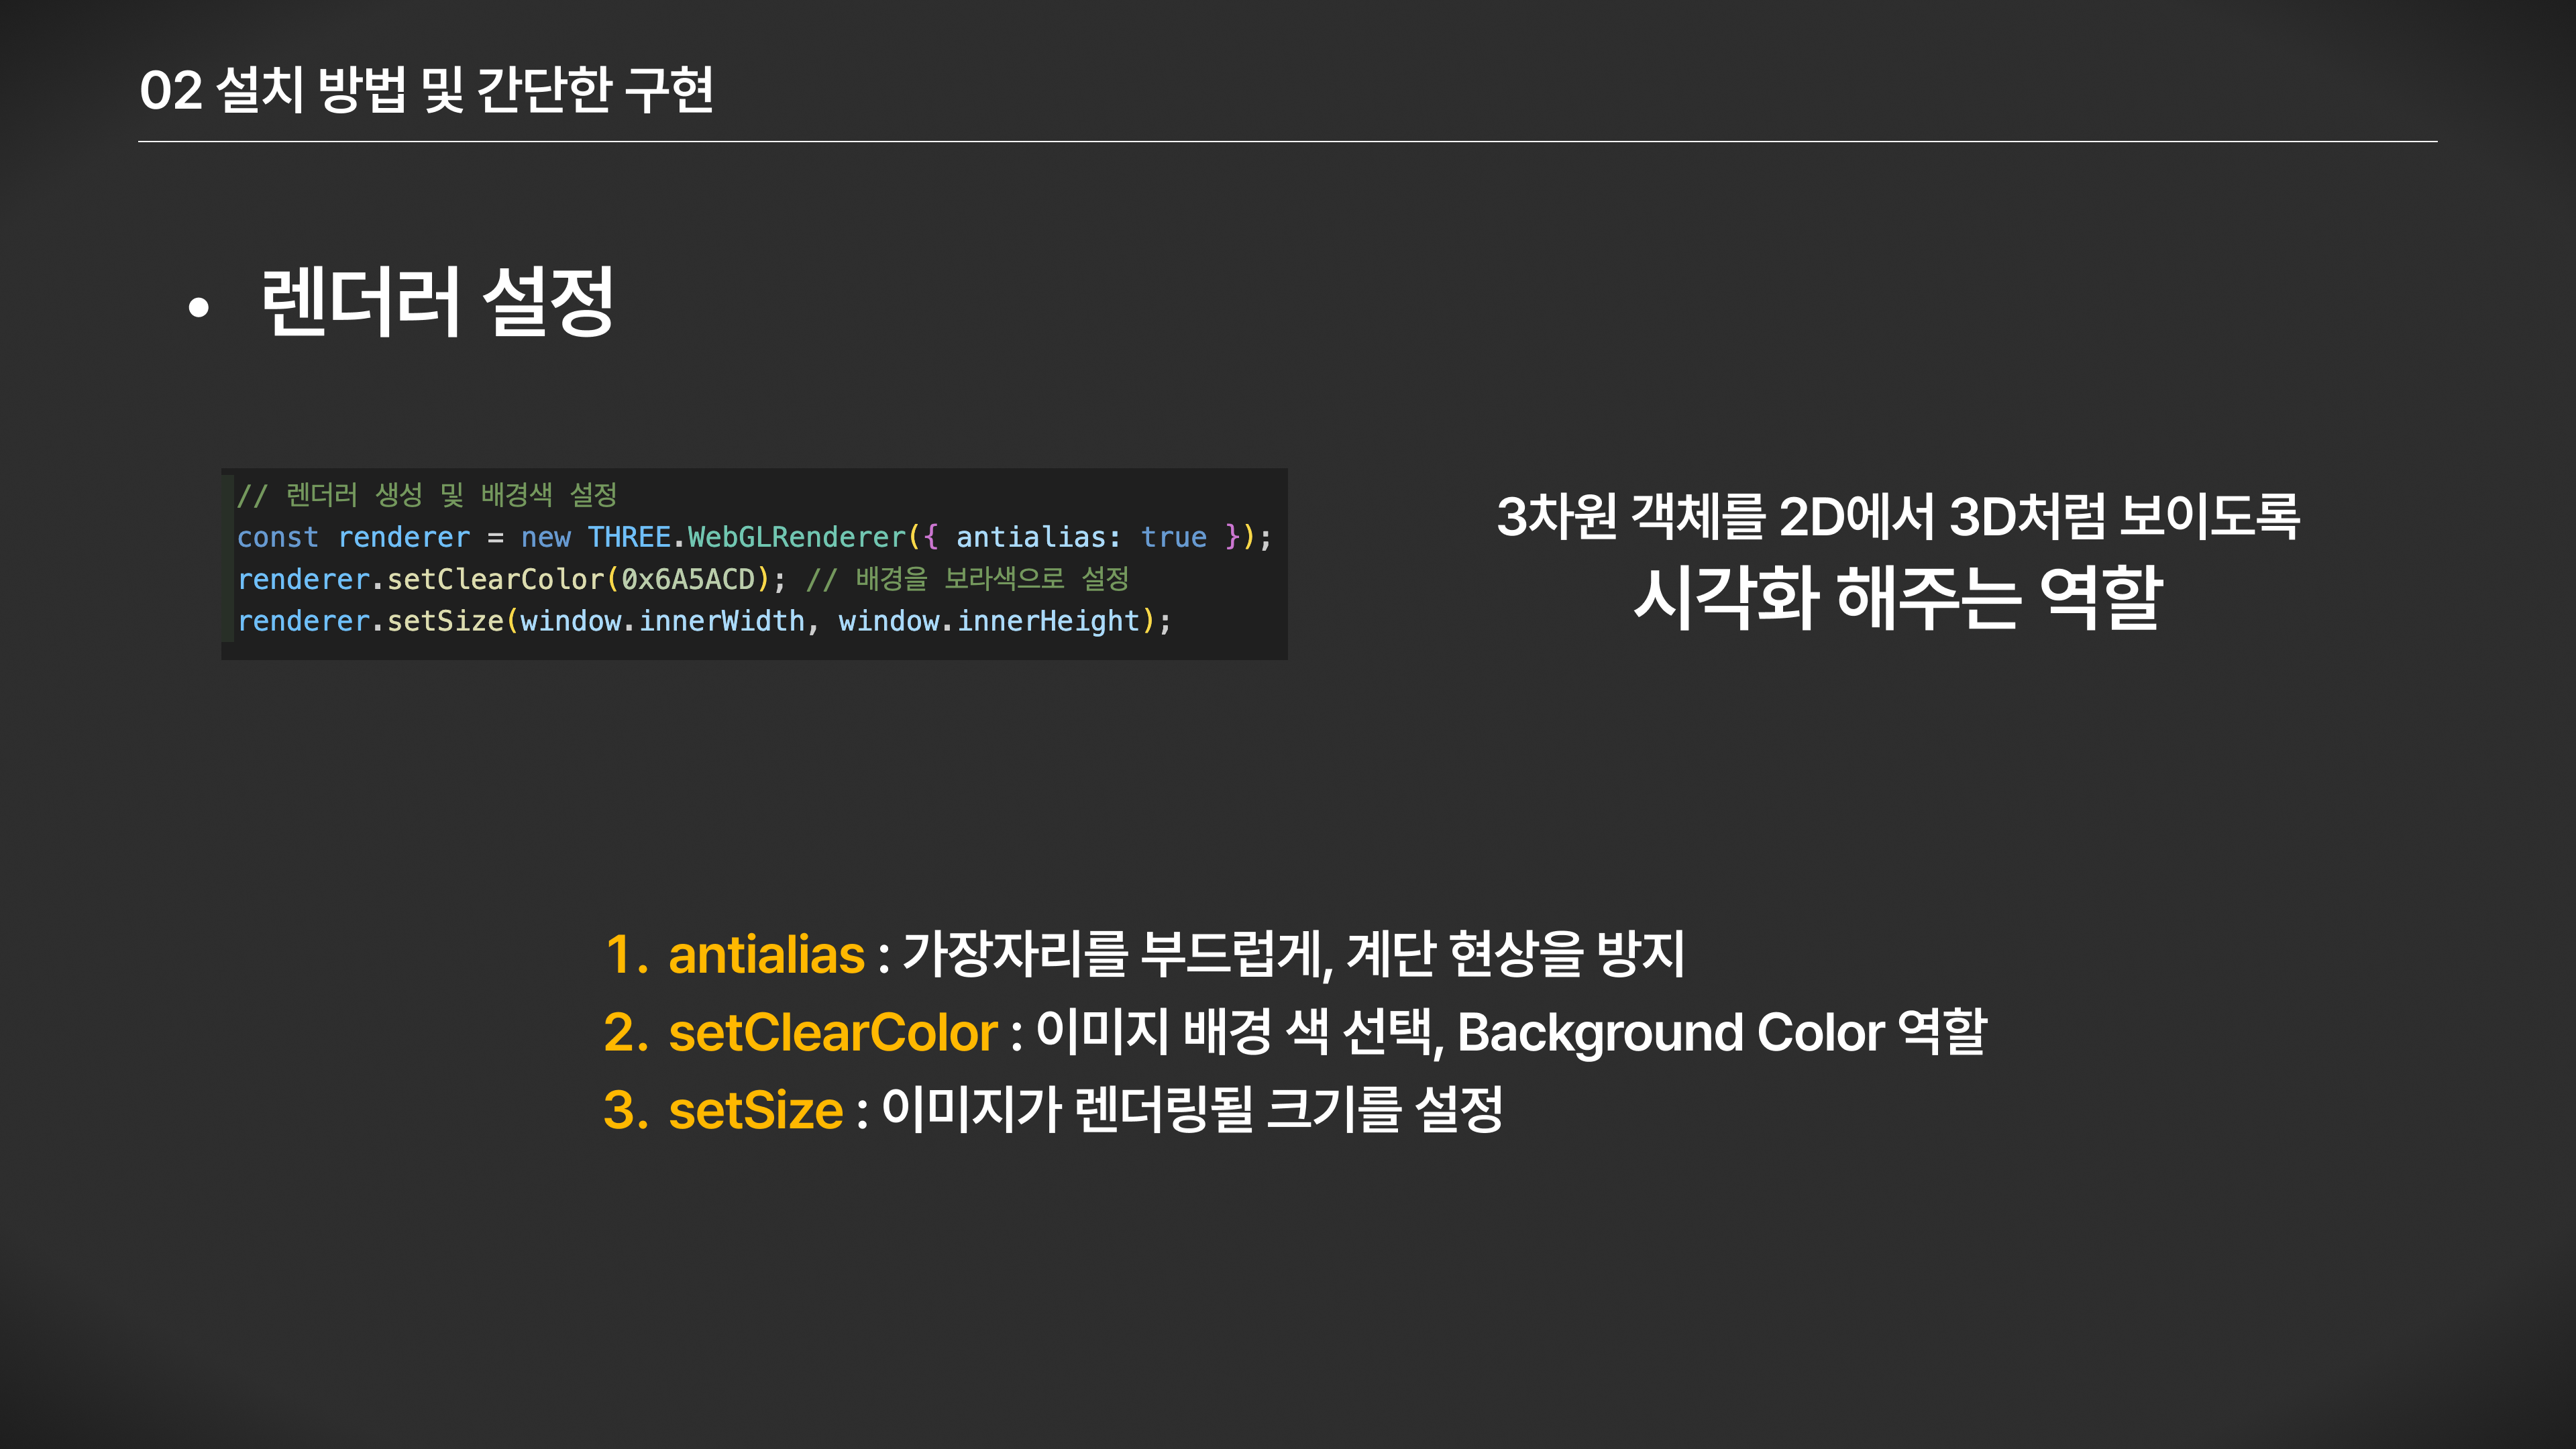 02 설치 방법 및 간단한 구현
• 렌더러 설정
// 렌더러 생성 및 배경색 설정
const renderer = new THREE.WebGLRenderer({ antialias: true });
renderer.setClearColor(0x6A5ACD); // 배경을 보라색으로 설정
renderer.setSize(window.innerWidth, window.innerHeight);
3차원 객체를 2D에서 3D처럼 보이도록
시각화 해주는 역할
1. antialias : 가장자리를 부드럽게, 계단 현상을 방지
2. setClearColor : 이미지 배경 색 선택, Background Color 역할
3. setSize : 이미지가 렌더링될 크기를 설정